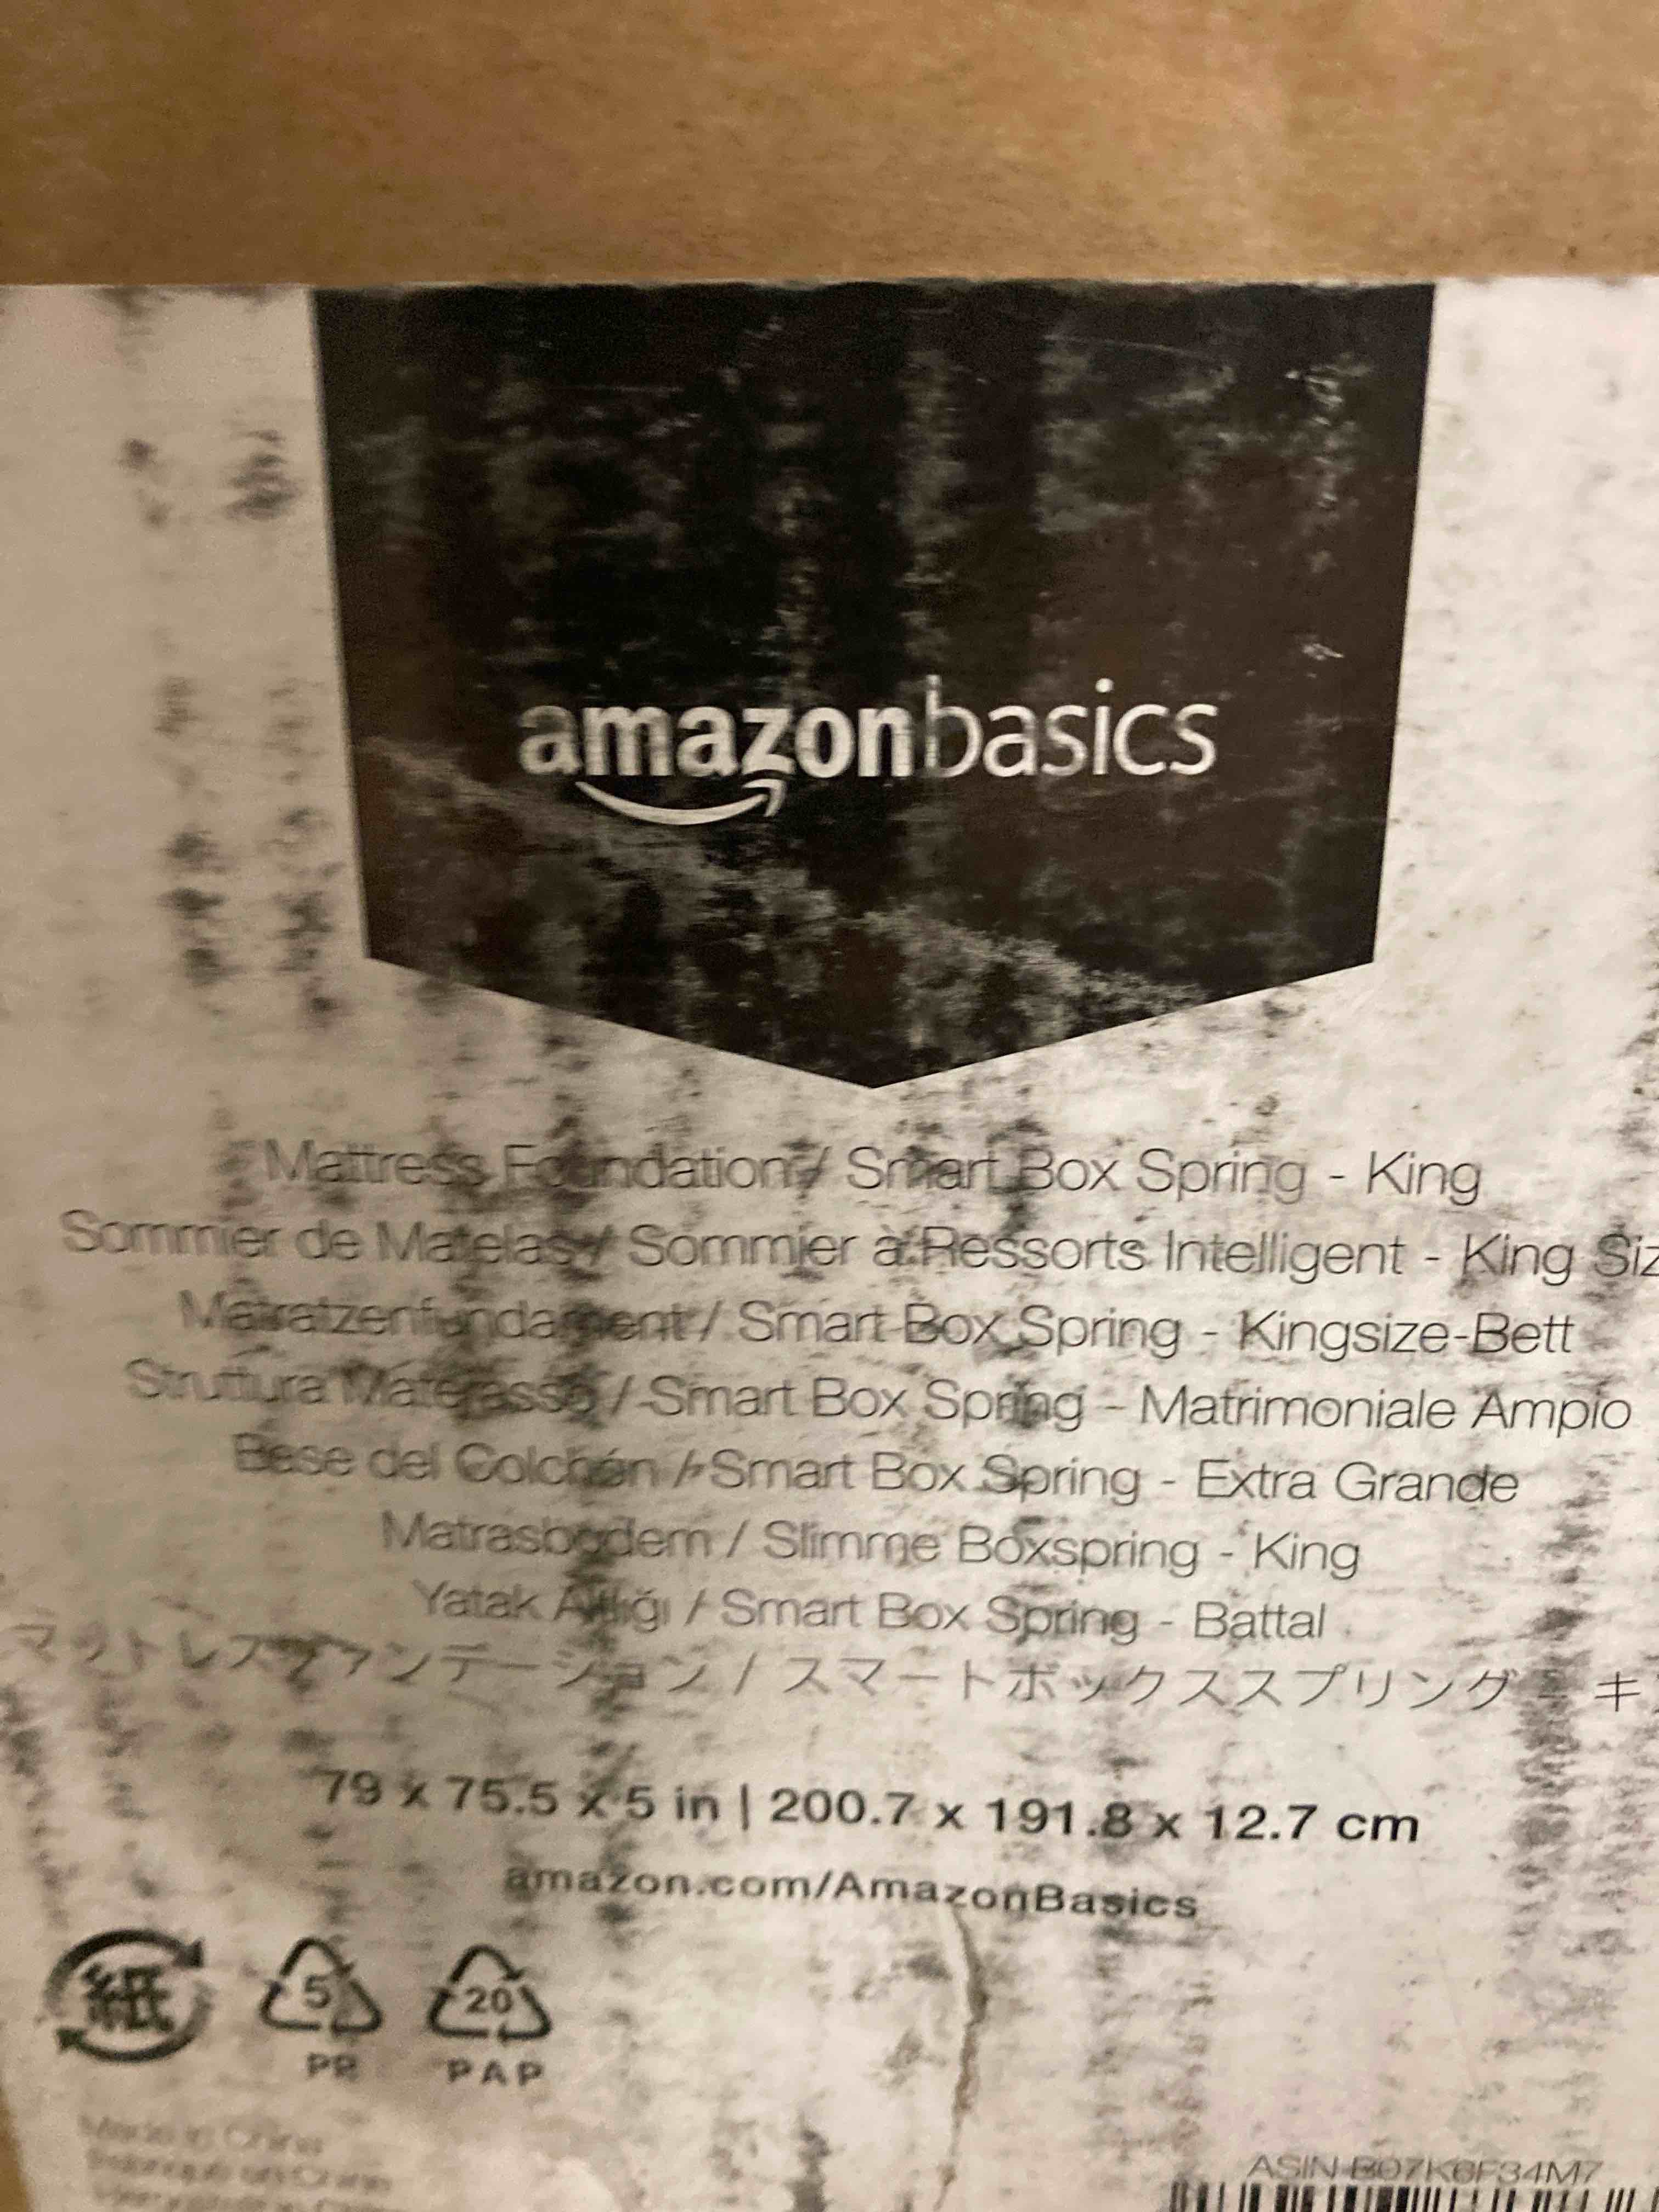 amazonbasics
Mattress Foundation / Smart Box Spring - King
Sommier de Matelas / Sommier à Ressorts Intelligent - King Siz
Matratzenfundament / Smart Box Spring - Kingsize-Bett
Struttura Materasso / Smart Box Spring - Matrimoniale Ampio
Base del Colchón / Smart Box Spring - Extra Grande
Matrasbodem / Slimme Boxspring - King
Yatak Altlığı / Smart Box Spring - Battal
マットレスファンデーション / スマートボックススプリング - キ
79 x 75.5 x 5 in | 200.7 x 191.8 x 12.7 cm
amazon.com/AmazonBasics
紙 5 20
PP PAP
Made in China
ASIN B07K6F34M7